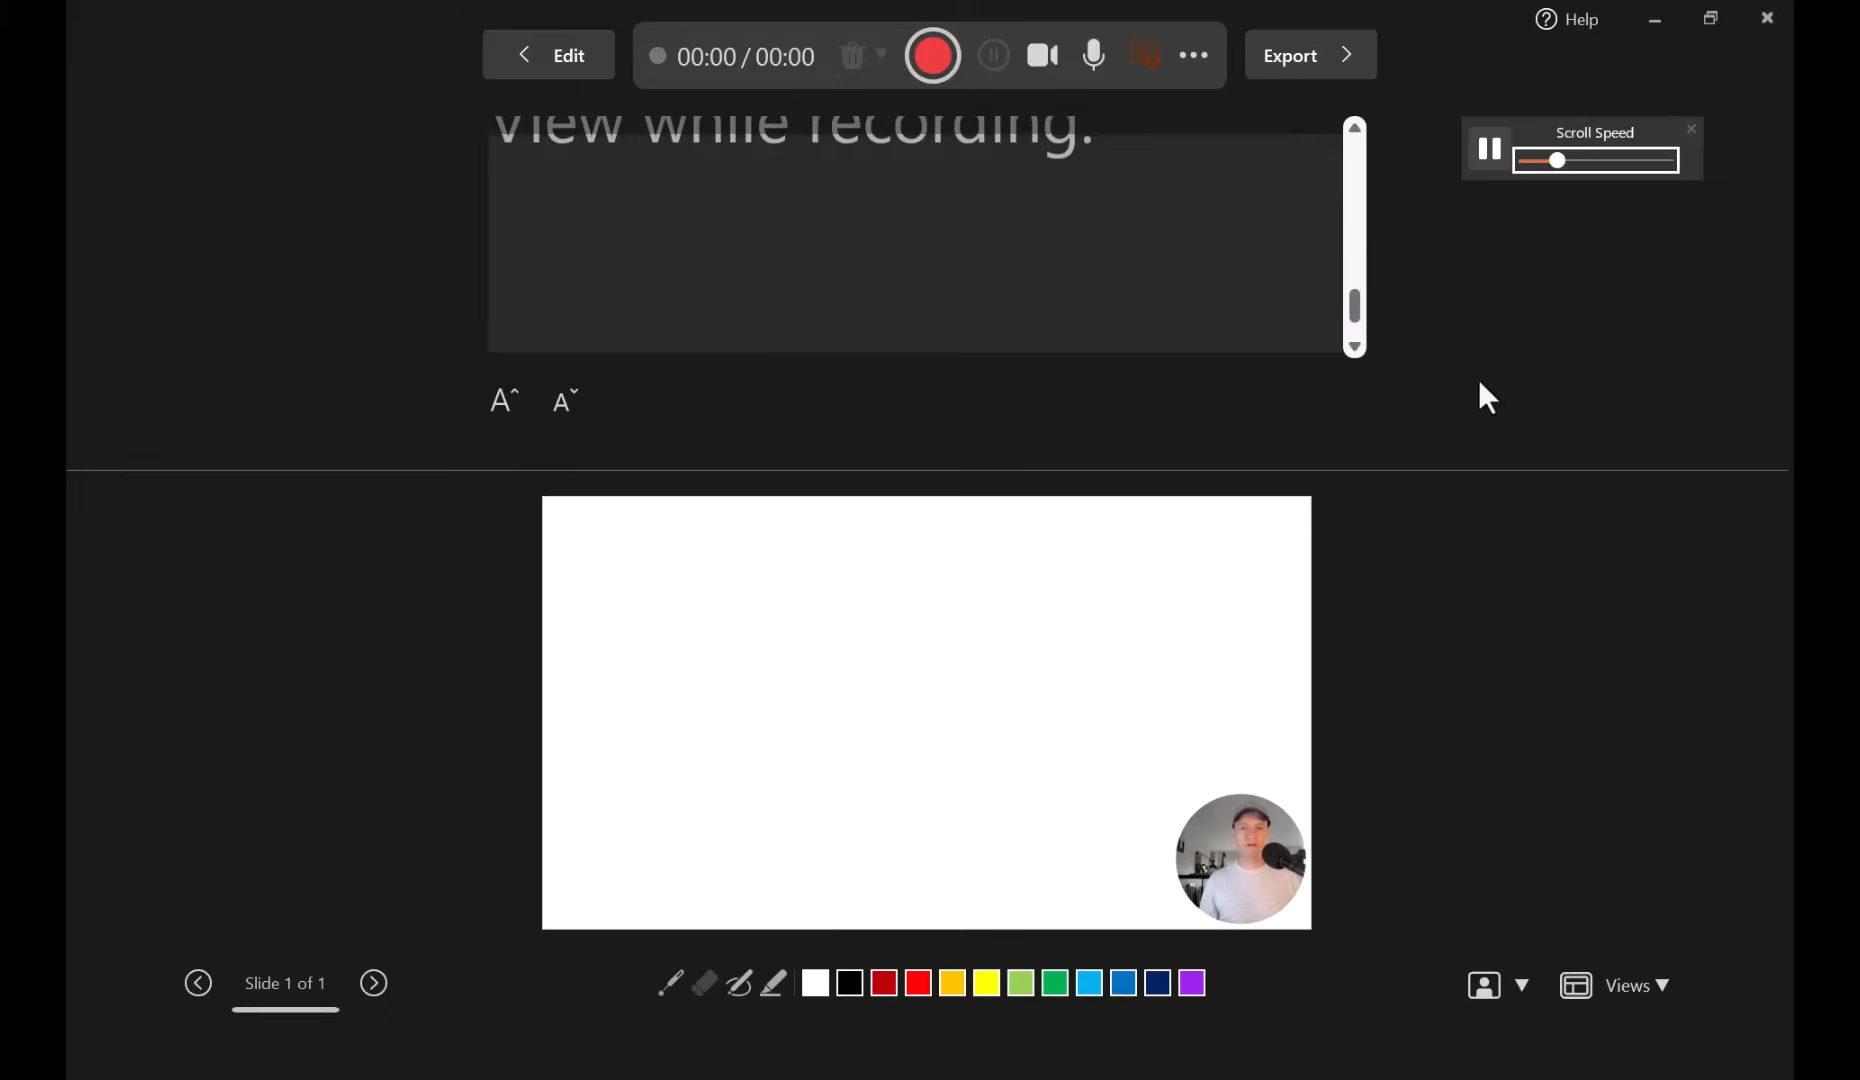 Help
Edit
00:00 / 00:00
Export
View while recording.
Scroll Speed
A A
Slide 1 of 1
Views